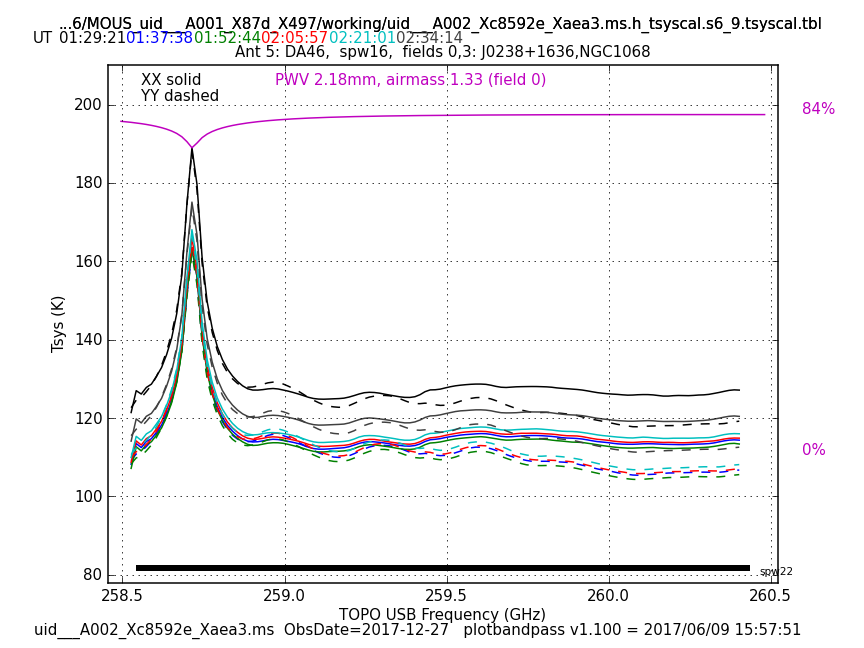 ...6/MOUS_uid___A001_X87d_X497/working/uid___A002_Xc8592e_Xaea3.ms.h_tsyscal.s6_9.tsyscal.tbl
UT 01:29:21 01:37:38 01:52:44 02:05:57 02:21:01 02:34:14
Ant 5: DA46,  spw16,  fields 0,3: J0238+1636,NGC1068
XX solid
YY dashed
PWV 2.18mm, airmass 1.33 (field 0)
84%
0%
200
180
160
140
120
100
80
Tsys (K)
spw22
258.5 259.0 259.5 260.0 260.5
TOPO USB Frequency (GHz)
uid___A002_Xc8592e_Xaea3.ms  ObsDate=2017-12-27   plotbandpass v1.100 = 2017/06/09 15:57:51